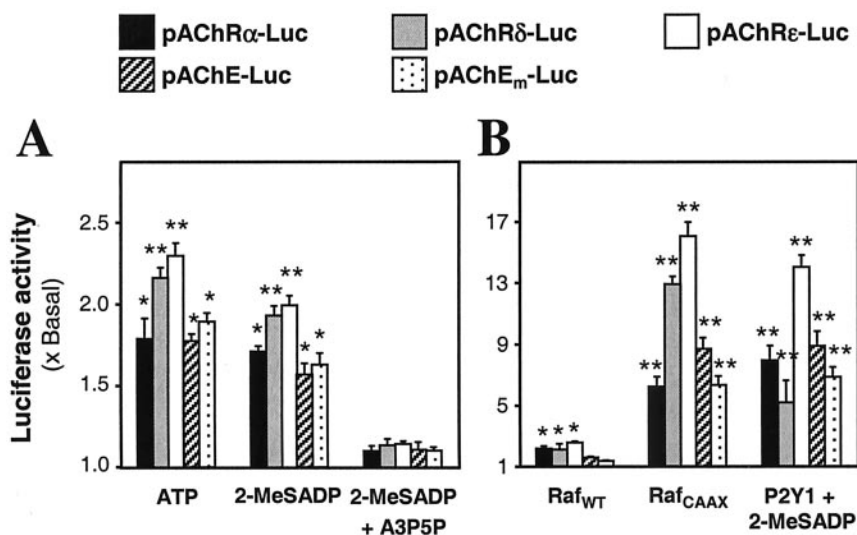 pAChRα-Luc pAChRδ-Luc pAChRε-Luc
pAChE-Luc pAChEm-Luc
A B
Luciferase activity
(x Basal)
2.5
2.0
1.5
1.0
* ** ** * *
* ** ** * *
ATP 2-MeSADP 2-MeSADP
+ A3P5P
17
13
9
5
1
* * *
** ** ** ** **
** ** ** ** **
RafWT RafCAAX P2Y1 +
2-MeSADP